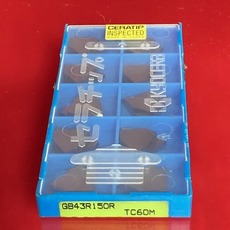 CERATIP
INSPECTED
セラチップ
KYOCERA
GB43R150R
TC60M